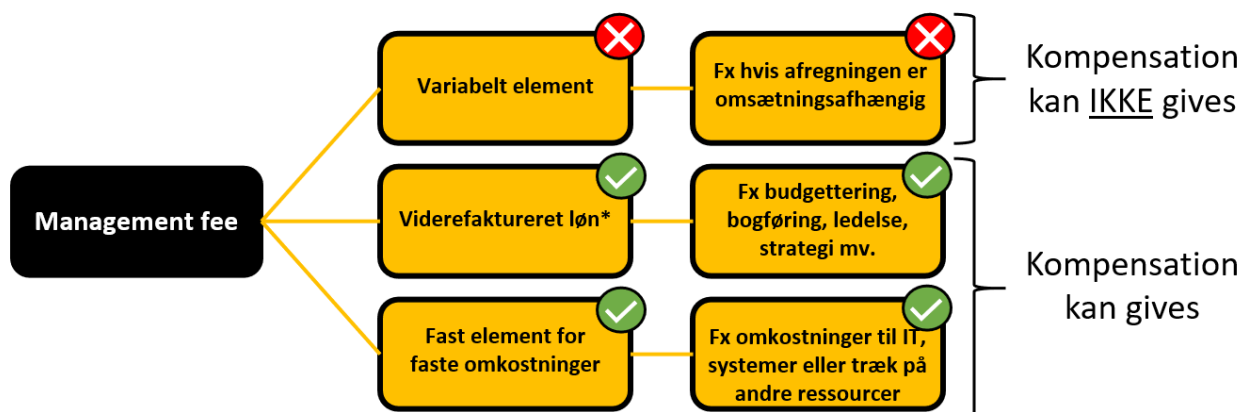 Management fee
Variabelt element
Fx hvis afregningen er
omsætningsafhængig
Kompensation
kan IKKE gives
Viderefaktureret løn*
Fx budgettering,
bogføring, ledelse,
strategi mv.
Fast element for
faste omkostninger
Fx omkostninger til IT,
systemer eller træk på
andre ressourcer
Kompensation
kan gives